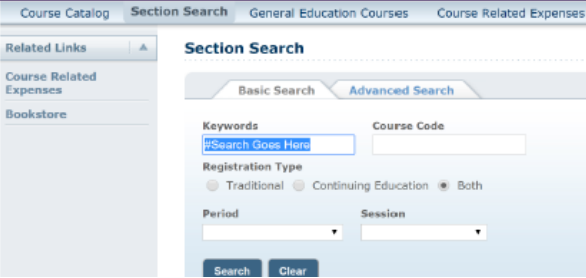 Course Catalog Section Search General Education Courses Course Related Expenses
Related Links
Section Search
Course Related
Expenses
Bookstore
Basic Search Advanced Search
Keywords Course Code
#Search Goes Here
Registration Type
Traditional Continuing Education Both
Period Session
Search Clear